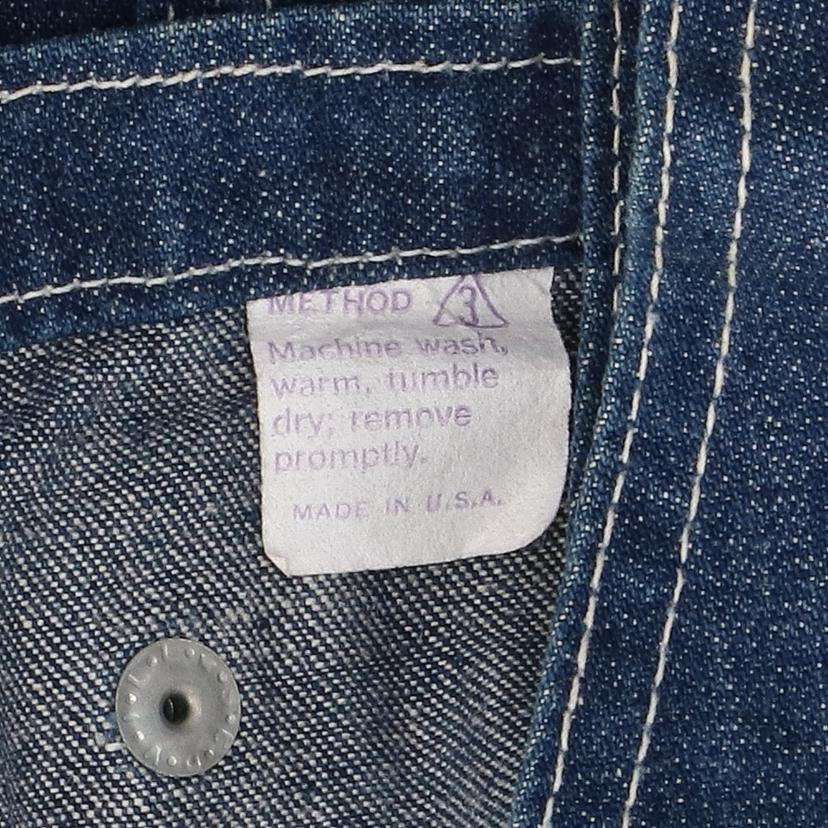 METHOD 3
Machine wash,
warm, tumble
dry; remove
promptly.
MADE IN U.S.A.